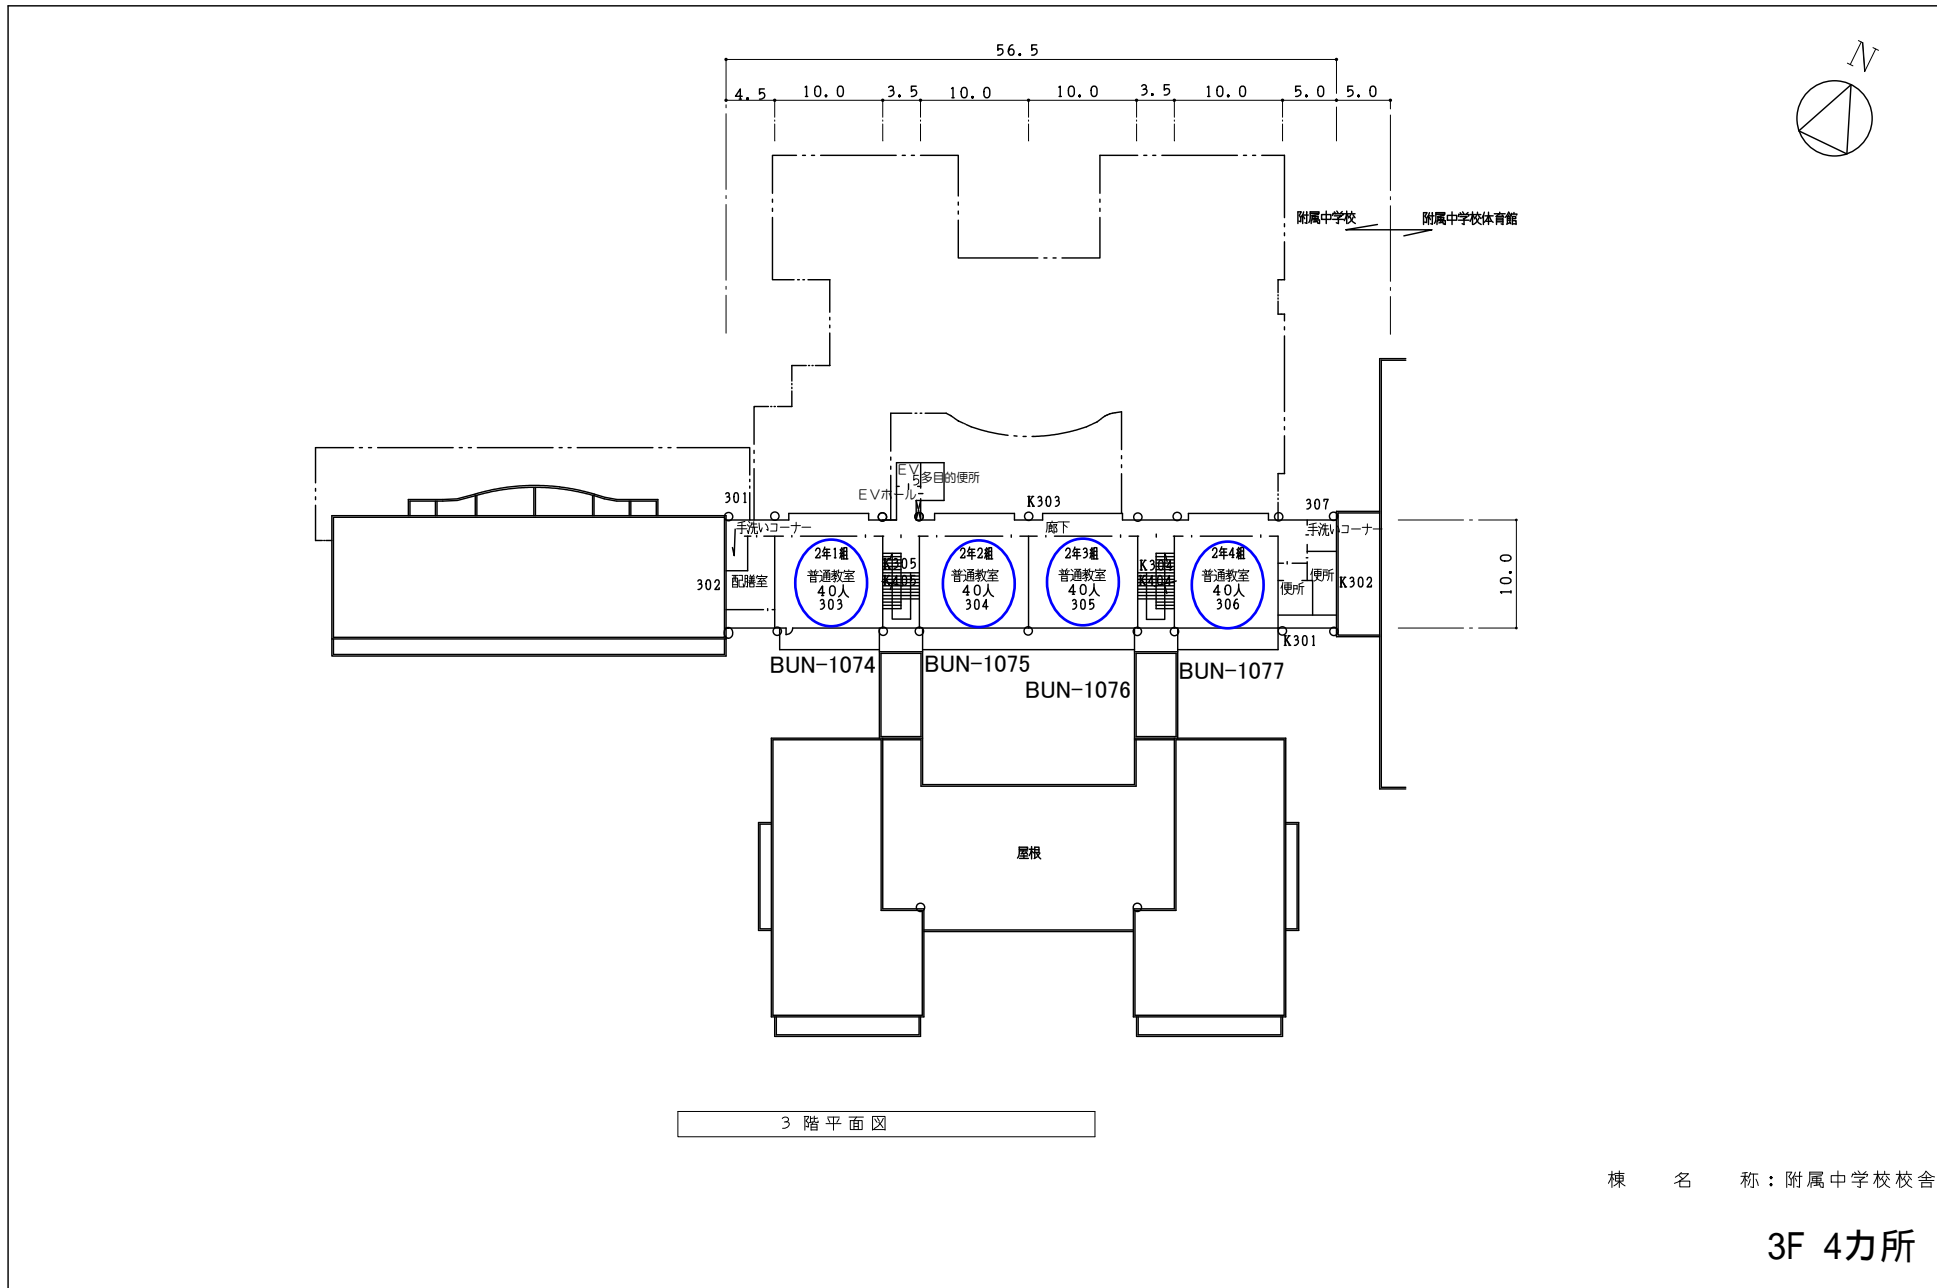 56.5
4.5 10.0 3.5 10.0 10.0 3.5 10.0 5.0 5.0
N
附属中学校 附属中学校体育館
EV
多目的便所
EVホール
301
K303
307
手洗いコーナー
廊下
手洗いコーナー
302
配膳室
2年1組
普通教室
40人
303
K305
K405
2年2組
普通教室
40人
304
2年3組
普通教室
40人
305
K304
K404
2年4組
普通教室
40人
306
便所
便所
K302
K301
10.0
BUN-1074
BUN-1075
BUN-1076
BUN-1077
屋根
3 階平面図
棟 名 称：附属中学校校舎
3F 4カ所